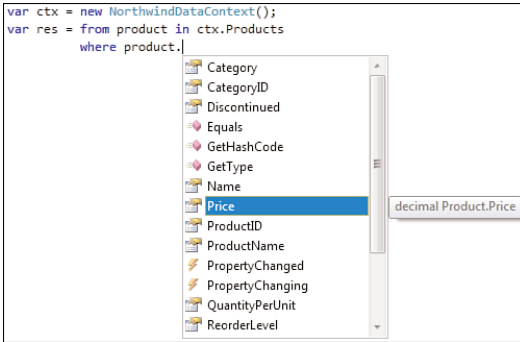 var ctx = new NorthwindDataContext();
var res = from product in ctx.Products
where product.
Category
CategoryID
Discontinued
Equals
GetHashCode
GetType
Name
Price
decimal Product.Price
ProductID
ProductName
PropertyChanged
PropertyChanging
QuantityPerUnit
ReorderLevel